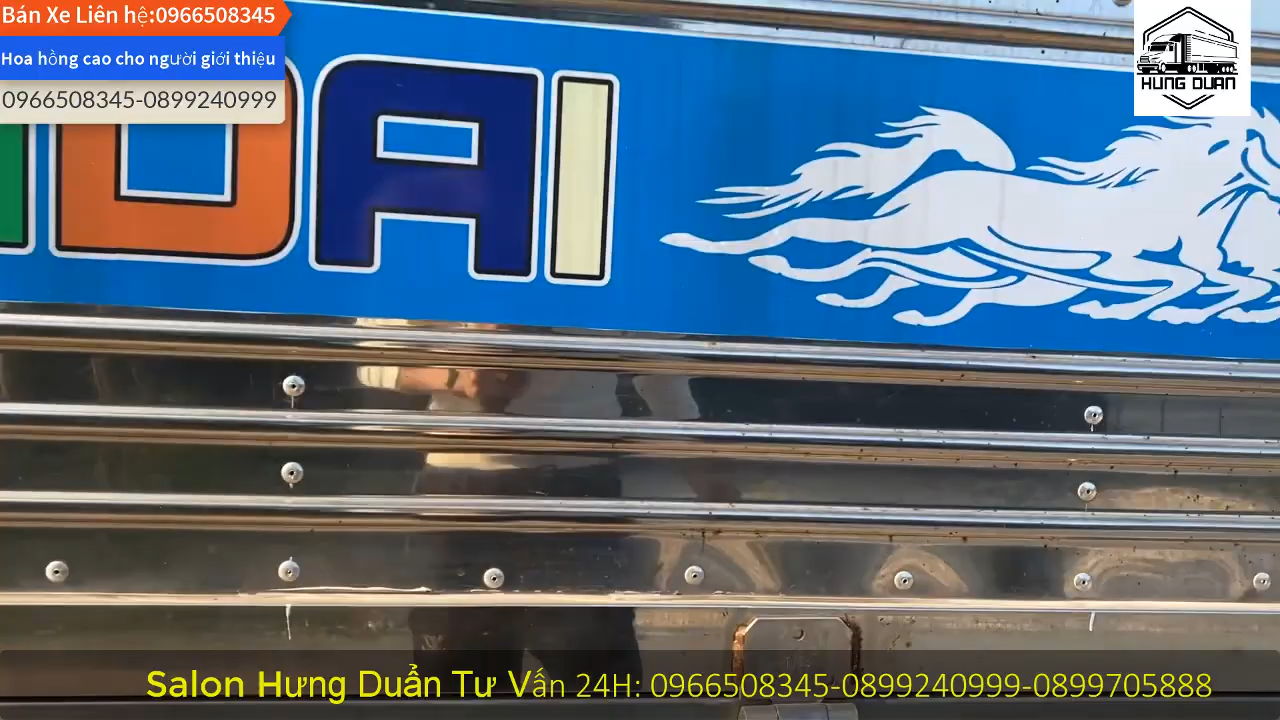 Bán Xe Liên hệ:0966508345
Hoa hồng cao cho người giới thiệu
0966508345-0899240999
HUNG DUAN
DAI
Salon Hưng Duẩn Tư Vấn 24H: 0966508345-0899240999-0899705888